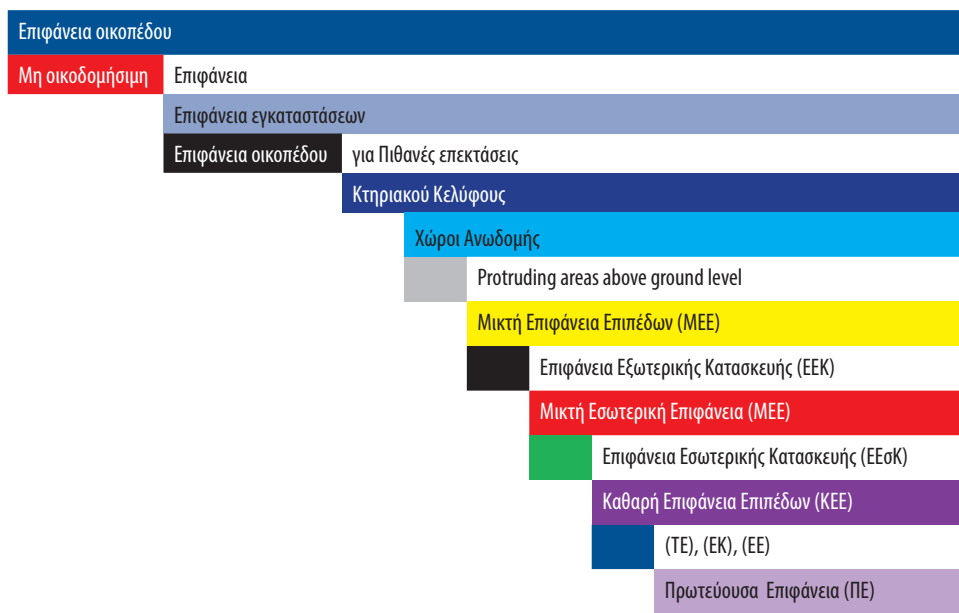 Επιφάνεια οικοπέδου
Μη οικοδομήσιμη Επιφάνεια
Επιφάνεια εγκαταστάσεων
Επιφάνεια οικοπέδου για Πιθανές επεκτάσεις
Κτηριακού Κελύφους
Χώροι Ανωδομής
Protruding areas above ground level
Μικτή Επιφάνεια Επιπέδων (ΜΕΕ)
Επιφάνεια Εξωτερικής Κατασκευής (ΕΕΚ)
Μικτή Εσωτερική Επιφάνεια (ΜΕΕ)
Επιφάνεια Εσωτερικής Κατασκευής (ΕΕσΚ)
Καθαρή Επιφάνεια Επιπέδων (ΚΕΕ)
(ΤΕ), (ΕΚ), (ΕΕ)
Πρωτεύουσα Επιφάνεια (ΠΕ)